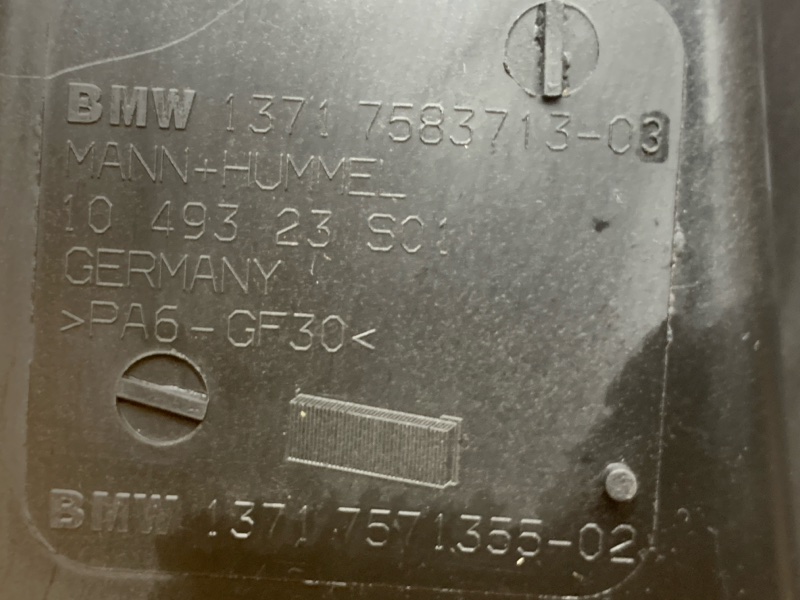 BMW 1371 7583713-03
MANN+HUMMEL
10 493 23 S01
GERMANY
>PA6-GF30<
BMW 1371 7571355-02